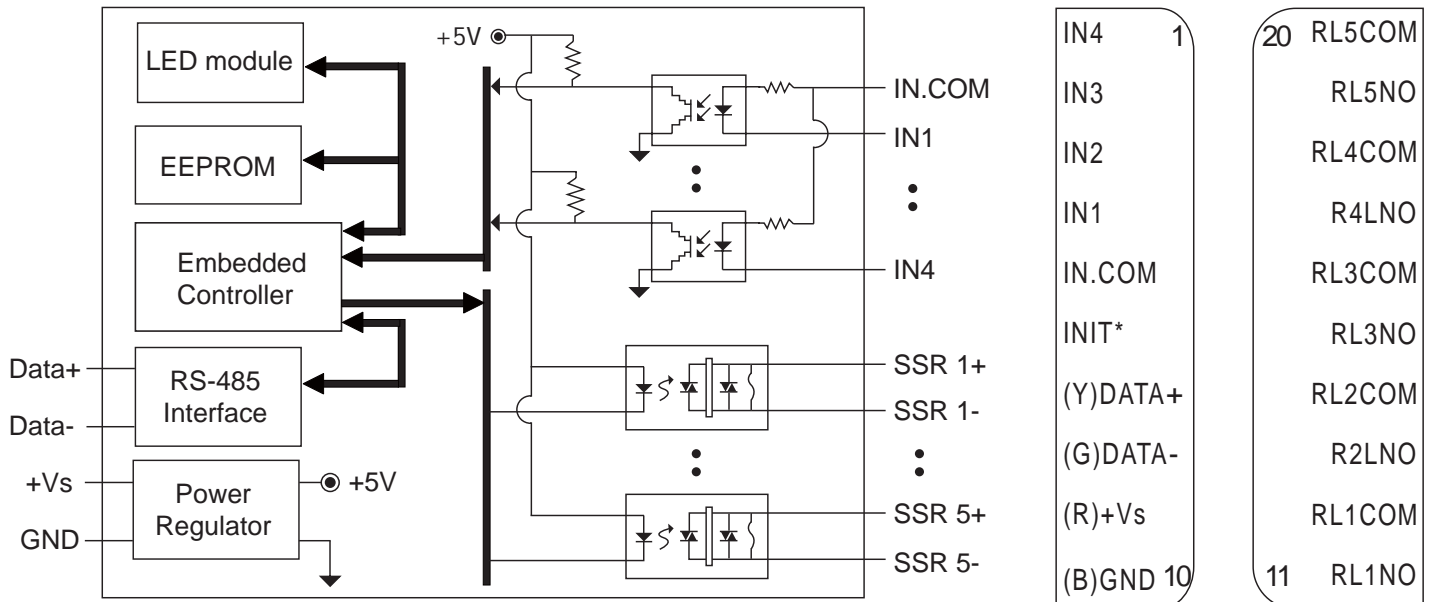 LED module
EEPROM
Embedded
Controller
RS-485
Interface
Power
Regulator
Data+
Data-
+Vs
GND
+5V
+5V
IN.COM
IN1
IN4
SSR 1+
SSR 1-
SSR 5+
SSR 5-
IN4 1
IN3
IN2
IN1
IN.COM
INIT*
(Y)DATA+
(G)DATA-
(R)+Vs
(B)GND 10
20 RL5COM
RL5NO
RL4COM
R4LNO
RL3COM
RL3NO
RL2COM
R2LNO
RL1COM
11 RL1NO